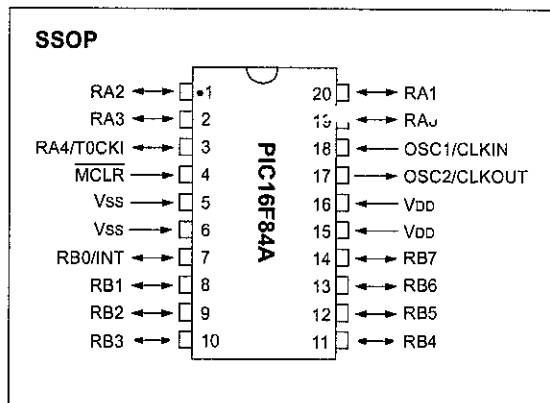 SSOP
RA2 1 20 RA1
RA3 2 19 RA0
RA4/T0CKI 3 18 OSC1/CLKIN
MCLR 4 17 OSC2/CLKOUT
Vss 5 16 VDD
Vss 6 15 VDD
RB0/INT 7 14 RB7
RB1 8 13 RB6
RB2 9 12 RB5
RB3 10 11 RB4
PIC16F84A